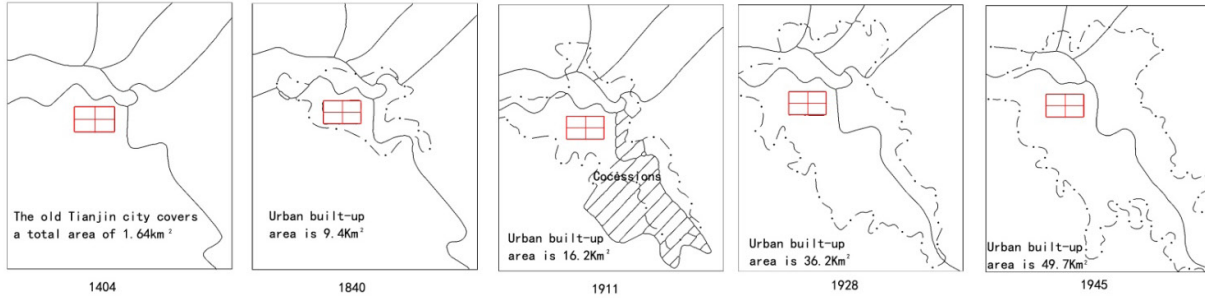 The old Tianjin city covers
a total area of 1.64km²
1404
Urban built-up
area is 9.4Km²
1840
Cocessions
Urban built-up
area is 16.2Km²
1911
Urban built-up
area is 36.2Km²
1928
Urban built-up
area is 49.7Km²
1945